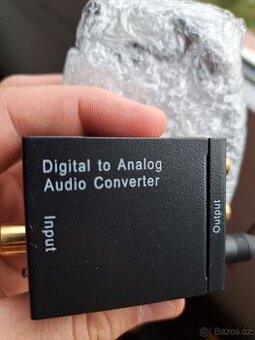 Digital to Analog
Audio Converter
Input
Output
Bazos.cz